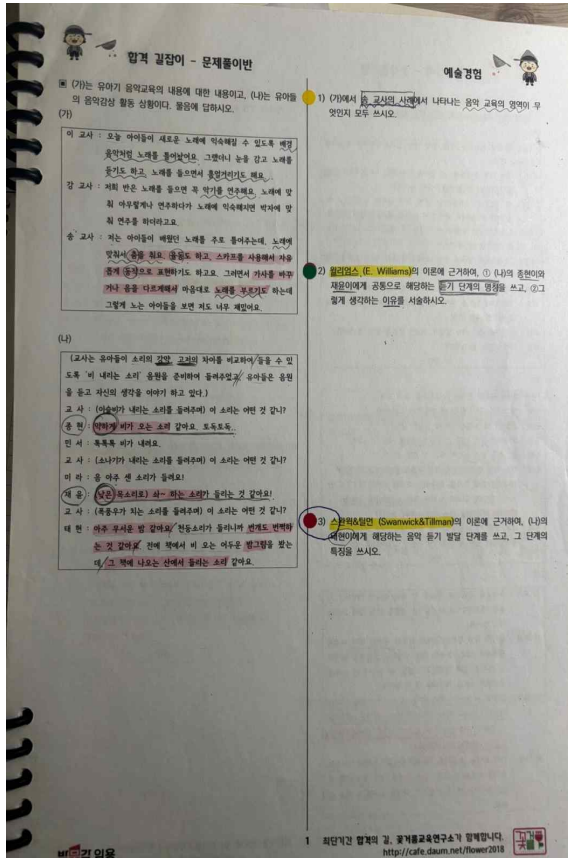 합격 길잡이 - 문제풀이반
예술경험
▣ (가)는 유아기 음악교육의 내용에 대한 내용이고, (나)는 유아들
의 음악감상 활동 상황이다. 물음에 답하시오.
(가)
이 교사 : 오늘 아이들이 새로운 노래에 익숙해질 수 있도록 배경
음악처럼 노래를 틀어놨어요. 그랬더니 눈을 감고 노래를
듣기도 하고, 노래를 들으면서 흥얼거리기도 해요.
강 교사 : 저희 반은 노래를 들으면 꼭 악기를 연주해요. 노래에 맞
춰 아무렇게나 연주하다가 노래에 익숙해지면 박자에 맞
춰 연주를 하더라고요.
송 교사 : 저는 아이들이 배웠던 노래를 주로 틀어주는데, 노래에
맞춰서 춤을 춰요. 율동도 하고, 스카프를 사용해서 자유
롭게 동작으로 표현하기도 하고요. 그러면서 가사를 바꾸
거나 음을 다르게해서 마음대로 노래를 부르기도 하는데
그렇게 노는 아이들을 보면 저도 너무 재밌어요.
(나)
(교사는 유아들이 소리의 강약, 고저의 차이를 비교하여 들을 수 있
도록 '비 내리는 소리' 음원을 준비하여 들려주었고, 유아들은 음원
을 듣고 자신의 생각을 이야기 하고 있다.)
교 사 : (이슬비가 내리는 소리를 들려주며) 이 소리는 어떤 것 같니?
종 현 : 약하게 비가 오는 소리 같아요. 토독토독..
민 서 : 톡톡톡 비가 내려요.
교 사 : (소나기가 내리는 소리를 들려주며) 이 소리는 어떤 것 같니?
미 라 : 음 아주 센 소리가 들려요!
재 윤 : (낮은 목소리로) 솨- 하는 소리가 들리는 것 같아요!
교 사 : (폭풍우가 치는 소리를 들려주며) 이 소리는 어떤 것 같니?
태 현 : 아주 무서운 밤 같아요. 천둥소리가 들리니까 번개도 번쩍하
는 것 같아요. 전에 책에서 비 오는 어두운 밤그림을 봤는
데, 그 책에 나오는 산에서 들리는 소리 같아요.
1) (가)에서 송 교사의 사례에서 나타나는 음악 교육의 영역이 무
엇인지 모두 쓰시오.
2) 윌리엄스 (E. Williams)의 이론에 근거하여, ① (나)의 종현이와
재윤이에게 공통으로 해당하는 듣기 단계의 명칭을 쓰고, ②그
렇게 생각하는 이유를 서술하시오.
3) 스완윅&틸먼 (Swanwick&Tillman)의 이론에 근거하여, (나)의
태현이에게 해당하는 음악 듣기 발달 단계를 쓰고, 그 단계의
특징을 쓰시오.
1 최단기간 합격의 길, 꽃거름교육연구소가 함께합니다.
http://cafe.daum.net/flower2018